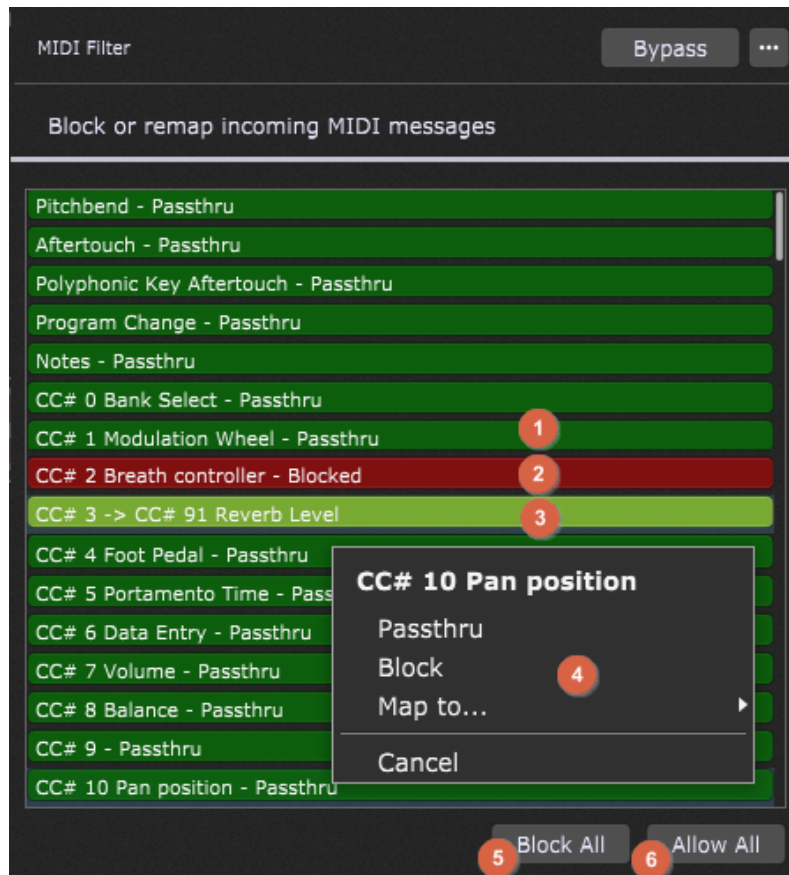 MIDI Filter
Bypass
...
Block or remap incoming MIDI messages
Pitchbend - Passthru
Aftertouch - Passthru
Polyphonic Key Aftertouch - Passthru
Program Change - Passthru
Notes - Passthru
CC# 0 Bank Select - Passthru
CC# 1 Modulation Wheel - Passthru
1
CC# 2 Breath controller - Blocked
2
CC# 3 -> CC# 91 Reverb Level
3
CC# 4 Foot Pedal - Passthru
CC# 5 Portamento Time - Pass
CC# 6 Data Entry - Passthru
CC# 7 Volume - Passthru
CC# 8 Balance - Passthru
CC# 9 - Passthru
CC# 10 Pan position - Passthru
CC# 10 Pan position
Passthru
Block
4
Map to...
Cancel
5
Block All
6
Allow All